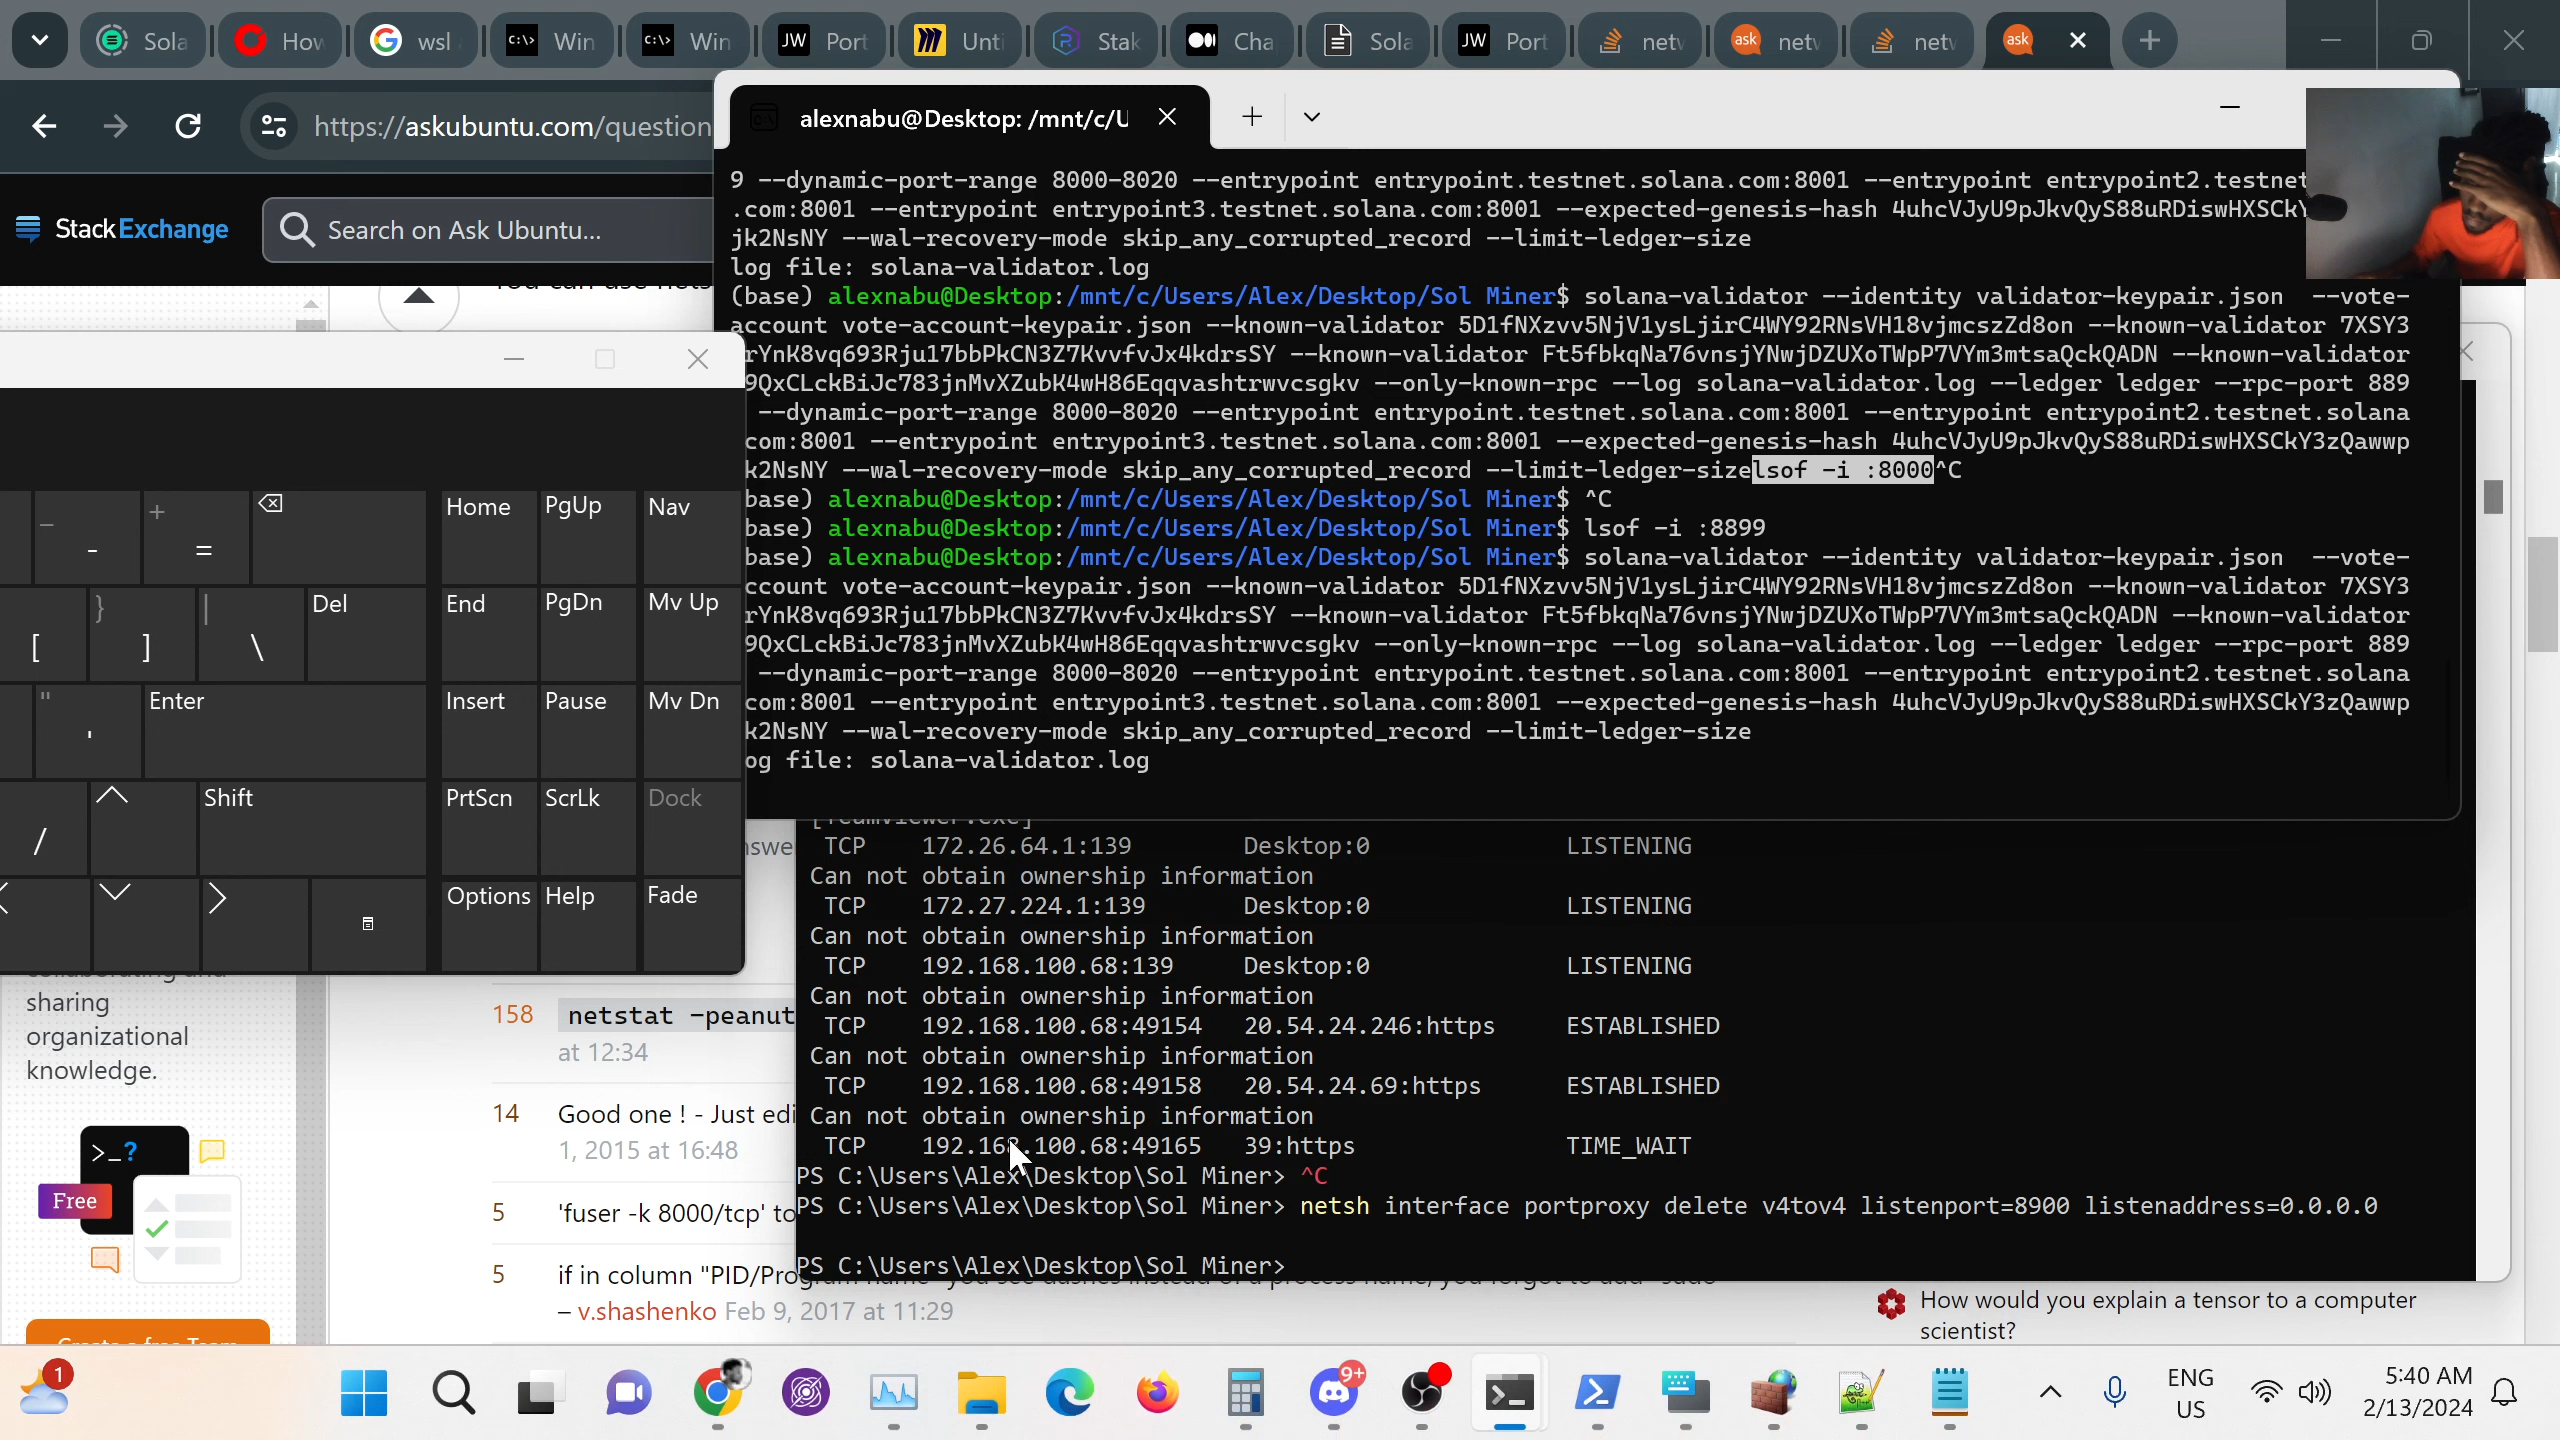 Sola
How
wsl
Win
Win
Port
Unti
Stak
Cha
Sola
Port
netv
netv
netv
https://askubuntu.com/question
alexnabu@Desktop: /mnt/c/U
StackExchange
Search on Ask Ubuntu...
9 --dynamic-port-range 8000-8020 --entrypoint entrypoint.testnet.solana.com:8001 --entrypoint entrypoint2.testnet
.com:8001 --entrypoint entrypoint3.testnet.solana.com:8001 --expected-genesis-hash 4uhcVJyU9pJkvQyS88uRDiswHXSCkY
jk2NsNY --wal-recovery-mode skip_any_corrupted_record --limit-ledger-size
log file: solana-validator.log
(base) alexnabu@Desktop:/mnt/c/Users/Alex/Desktop/Sol Miner$ solana-validator --identity validator-keypair.json  --vote-
account vote-account-keypair.json --known-validator 5D1fNXzvv5NjV1ysLjirC4WY92RNsVH18vjmcszZd8on --known-validator 7XSY3
rYnK8vq693Rju17bbPkCN3Z7KvvfvJx4kdrsSY --known-validator Ft5fbkqNa76vnsjYNwjDZUXoTWpP7VYm3mtsaQckQADN --known-validator
9QxCLckBiJc783jnMvXZubK4wH86Eqqvashtrwvcsgkv --only-known-rpc --log solana-validator.log --ledger ledger --rpc-port 889
--dynamic-port-range 8000-8020 --entrypoint entrypoint.testnet.solana.com:8001 --entrypoint entrypoint2.testnet.solana
com:8001 --entrypoint entrypoint3.testnet.solana.com:8001 --expected-genesis-hash 4uhcVJyU9pJkvQyS88uRDiswHXSCkY3zQawwp
k2NsNY --wal-recovery-mode skip_any_corrupted_record --limit-ledger-sizelsof -i :8000^C
base) alexnabu@Desktop:/mnt/c/Users/Alex/Desktop/Sol Miner$ ^C
base) alexnabu@Desktop:/mnt/c/Users/Alex/Desktop/Sol Miner$ lsof -i :8899
base) alexnabu@Desktop:/mnt/c/Users/Alex/Desktop/Sol Miner$ solana-validator --identity validator-keypair.json  --vote-
ccount vote-account-keypair.json --known-validator 5D1fNXzvv5NjV1ysLjirC4WY92RNsVH18vjmcszZd8on --known-validator 7XSY3
rYnK8vq693Rju17bbPkCN3Z7KvvfvJx4kdrsSY --known-validator Ft5fbkqNa76vnsjYNwjDZUXoTWpP7VYm3mtsaQckQADN --known-validator
9QxCLckBiJc783jnMvXZubK4wH86Eqqvashtrwvcsgkv --only-known-rpc --log solana-validator.log --ledger ledger --rpc-port 889
--dynamic-port-range 8000-8020 --entrypoint entrypoint.testnet.solana.com:8001 --entrypoint entrypoint2.testnet.solana
com:8001 --entrypoint entrypoint3.testnet.solana.com:8001 --expected-genesis-hash 4uhcVJyU9pJkvQyS88uRDiswHXSCkY3zQawwp
k2NsNY --wal-recovery-mode skip_any_corrupted_record --limit-ledger-size
og file: solana-validator.log
_ - + = Home PgUp Nav
[ } ] | \ Del End PgDn Mv Up
" ' Enter Insert Pause Mv Dn
/ Shift PrtScn ScrLk Dock
Options Help Fade
TCP 172.26.64.1:139 Desktop:0 LISTENING
Can not obtain ownership information
TCP 172.27.224.1:139 Desktop:0 LISTENING
Can not obtain ownership information
TCP 192.168.100.68:139 Desktop:0 LISTENING
Can not obtain ownership information
TCP 192.168.100.68:49154 20.54.24.246:https ESTABLISHED
Can not obtain ownership information
TCP 192.168.100.68:49158 20.54.24.69:https ESTABLISHED
Can not obtain ownership information
TCP 192.168.100.68:49165 39:https TIME_WAIT
PS C:\Users\Alex\Desktop\Sol Miner> ^C
PS C:\Users\Alex\Desktop\Sol Miner> netsh interface portproxy delete v4tov4 listenport=8900 listenaddress=0.0.0.0
PS C:\Users\Alex\Desktop\Sol Miner>
sharing
organizational
knowledge.
>_?
Free
Create a free Team
158 netstat -peanut
at 12:34
14 Good one ! - Just edi
1, 2015 at 16:48
5 'fuser -k 8000/tcp' to
5 if in column "PID/Program name" you see dashes instead of a process name, you forgot to add "sudo"
– v.shashenko Feb 9, 2017 at 11:29
How would you explain a tensor to a computer
scientist?
1
9+
ENG
US
5:40 AM
2/13/2024